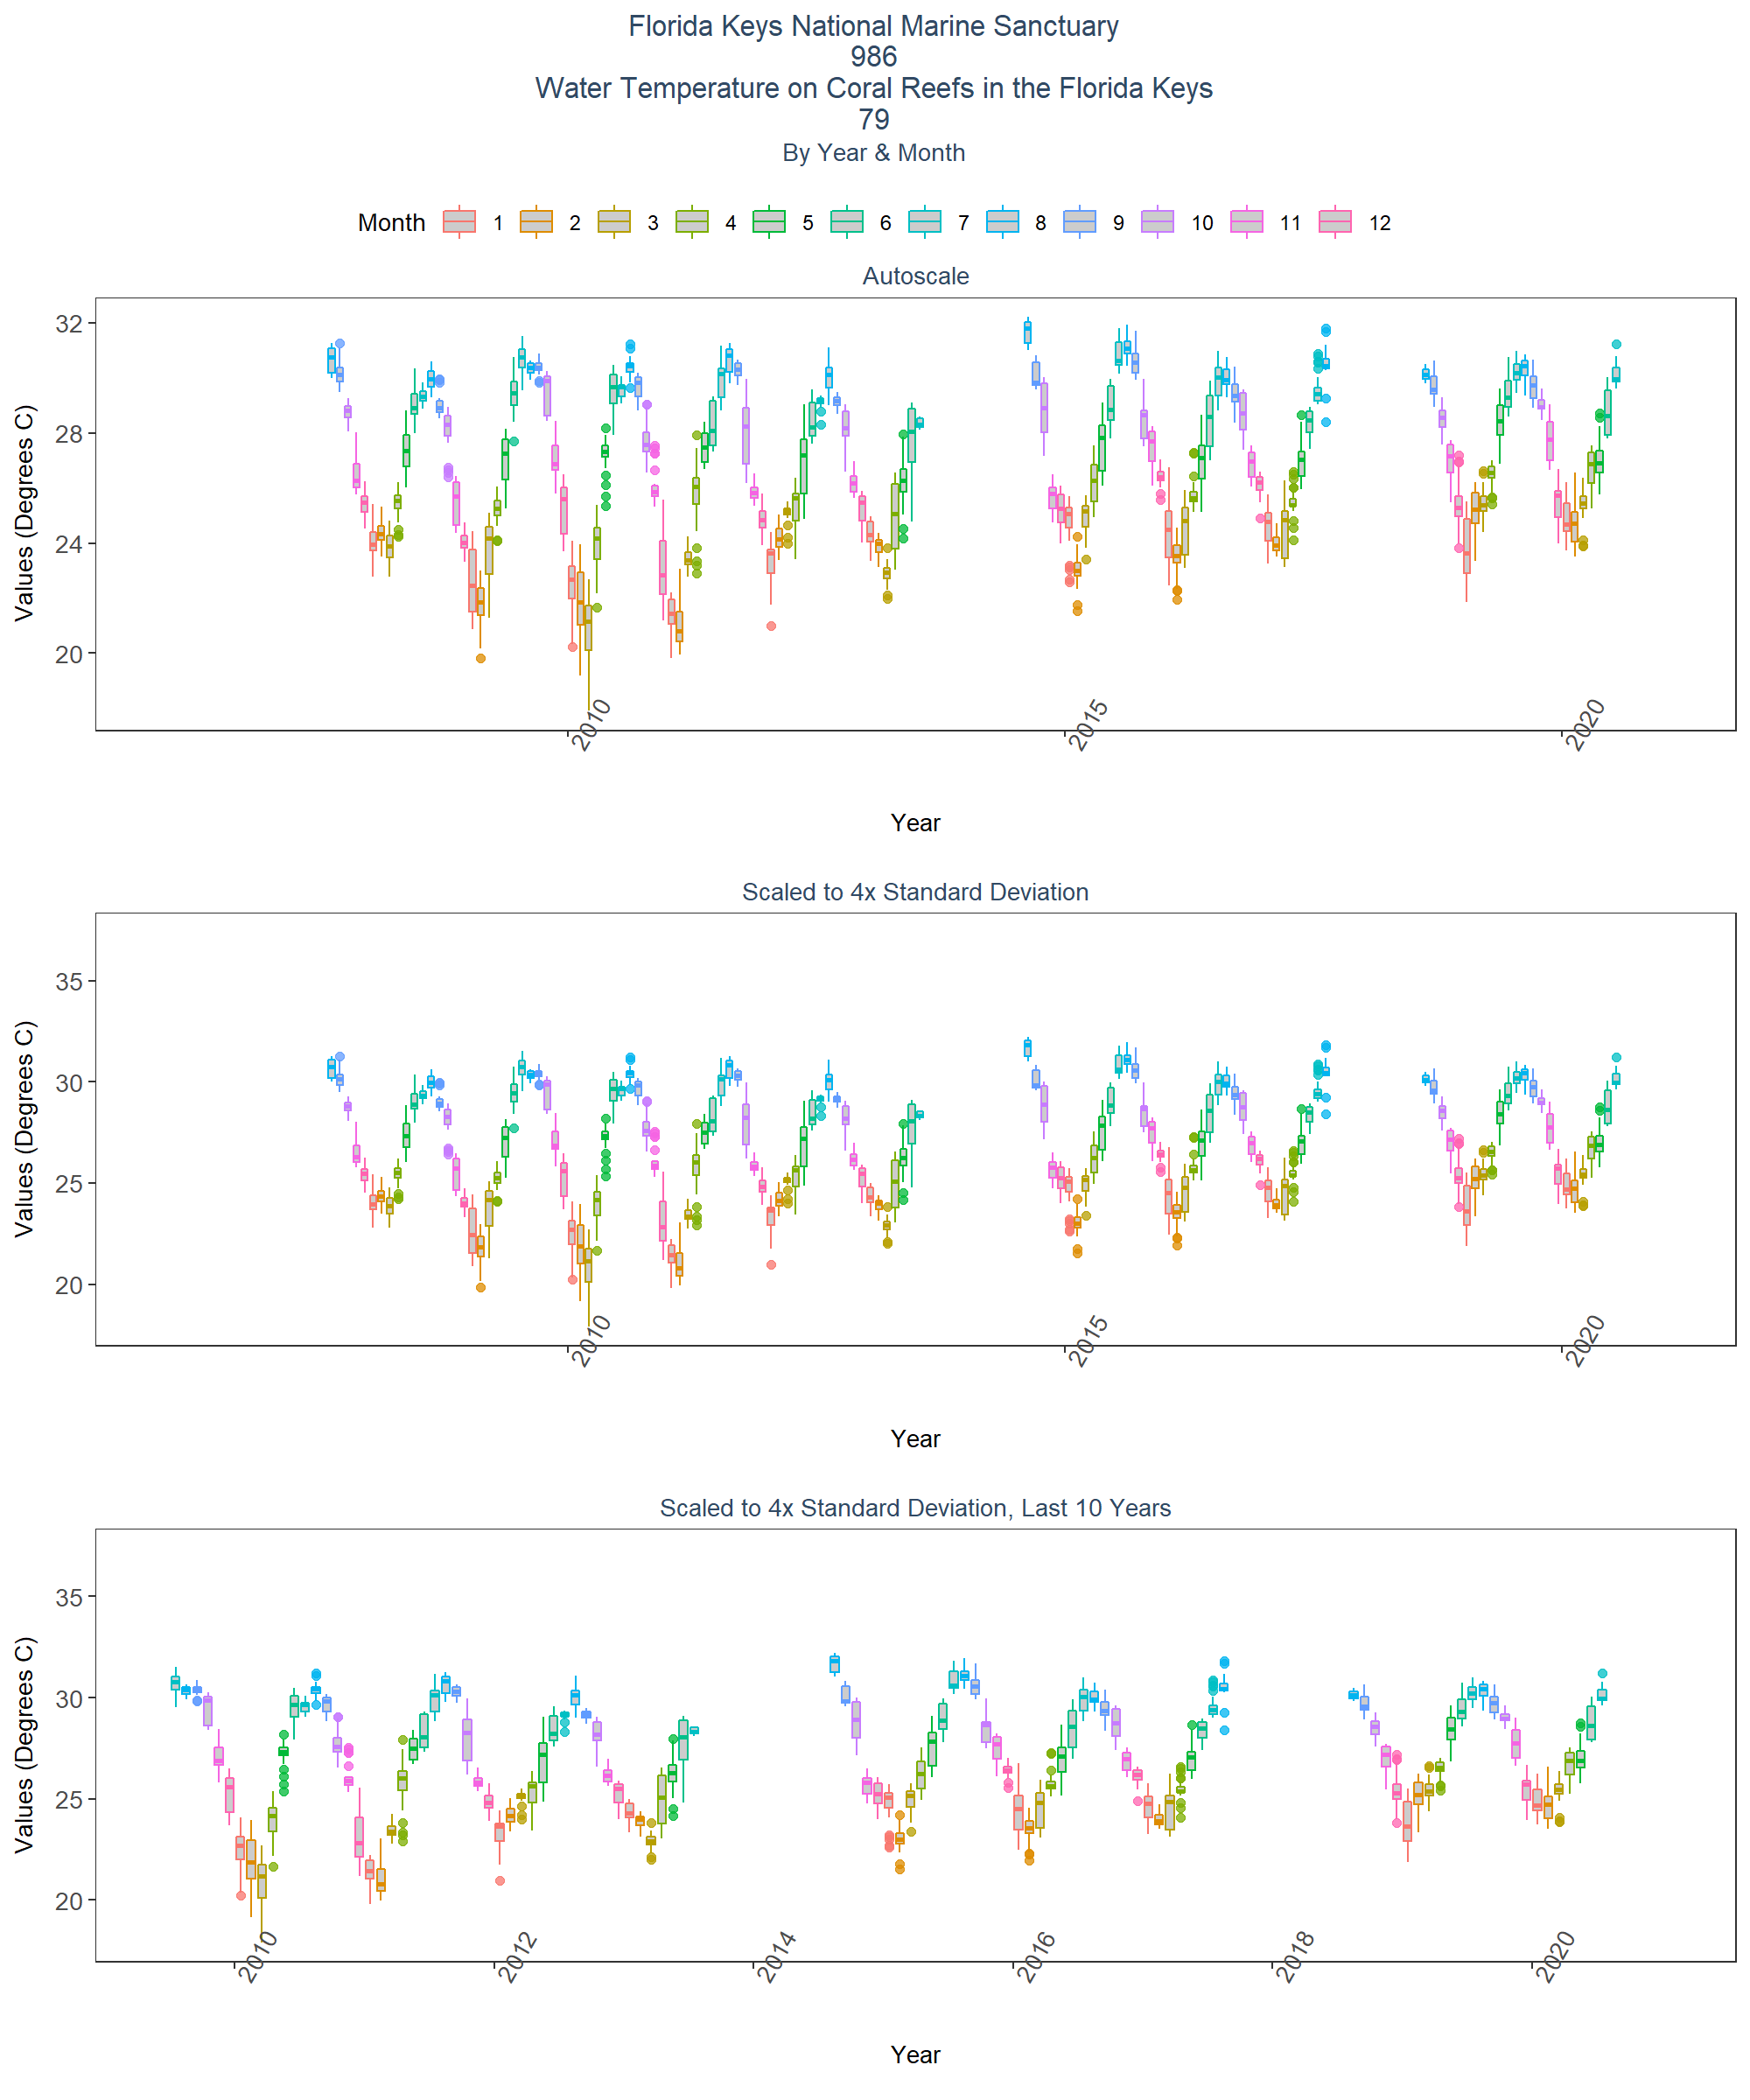 Florida Keys National Marine Sanctuary
986
Water Temperature on Coral Reefs in the Florida Keys
79
By Year & Month
Month 1 2 3 4 5 6 7 8 9 10 11 12
Autoscale
Values (Degrees C)
32
28
24
20
2010 2015 2020
Year
Scaled to 4x Standard Deviation
Values (Degrees C)
35
30
25
20
2010 2015 2020
Year
Scaled to 4x Standard Deviation, Last 10 Years
Values (Degrees C)
35
30
25
20
2010 2012 2014 2016 2018 2020
Year